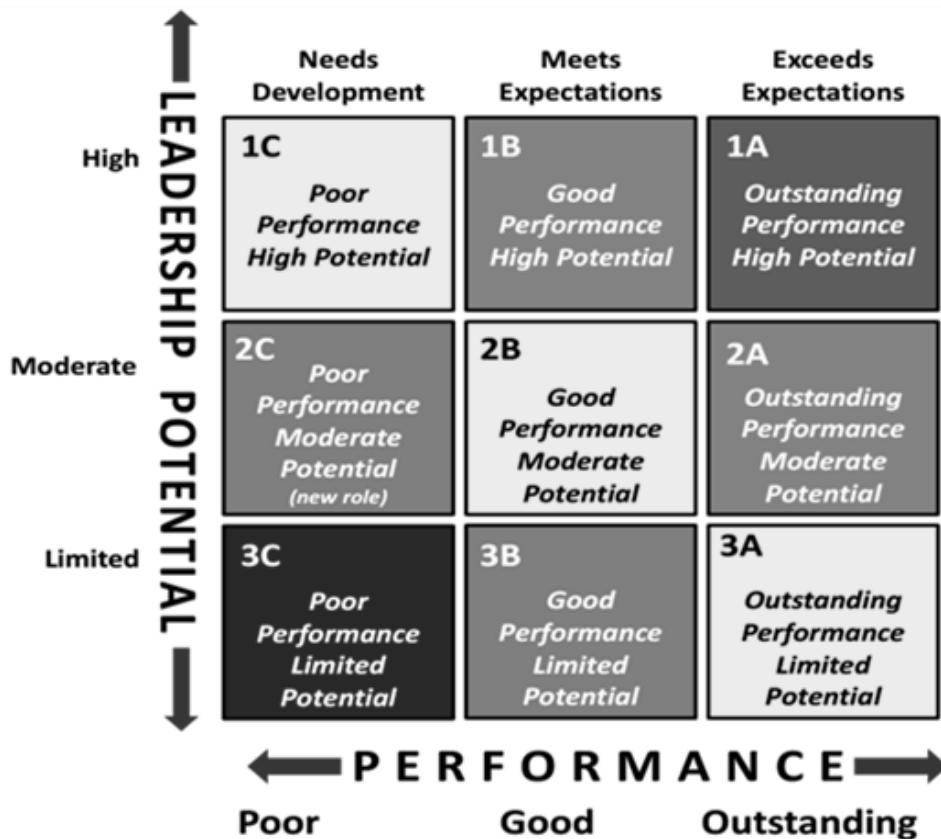 LEADERSHIP POTENTIAL
Needs
Development
Meets
Expectations
Exceeds
Expectations
High
1C
Poor
Performance
High Potential
1B
Good
Performance
High Potential
1A
Outstanding
Performance
High Potential
Moderate
2C
Poor
Performance
Moderate
Potential
(new role)
2B
Good
Performance
Moderate
Potential
2A
Outstanding
Performance
Moderate
Potential
Limited
3C
Poor
Performance
Limited
Potential
3B
Good
Performance
Limited
Potential
3A
Outstanding
Performance
Limited
Potential
PERFORMANCE
Poor Good Outstanding